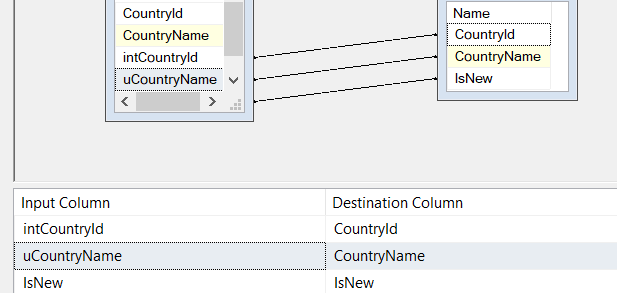 CountryId
CountryName
intCountryId
uCountryName
Name
CountryId
CountryName
IsNew
Input Column Destination Column
intCountryId CountryId
uCountryName CountryName
IsNew IsNew